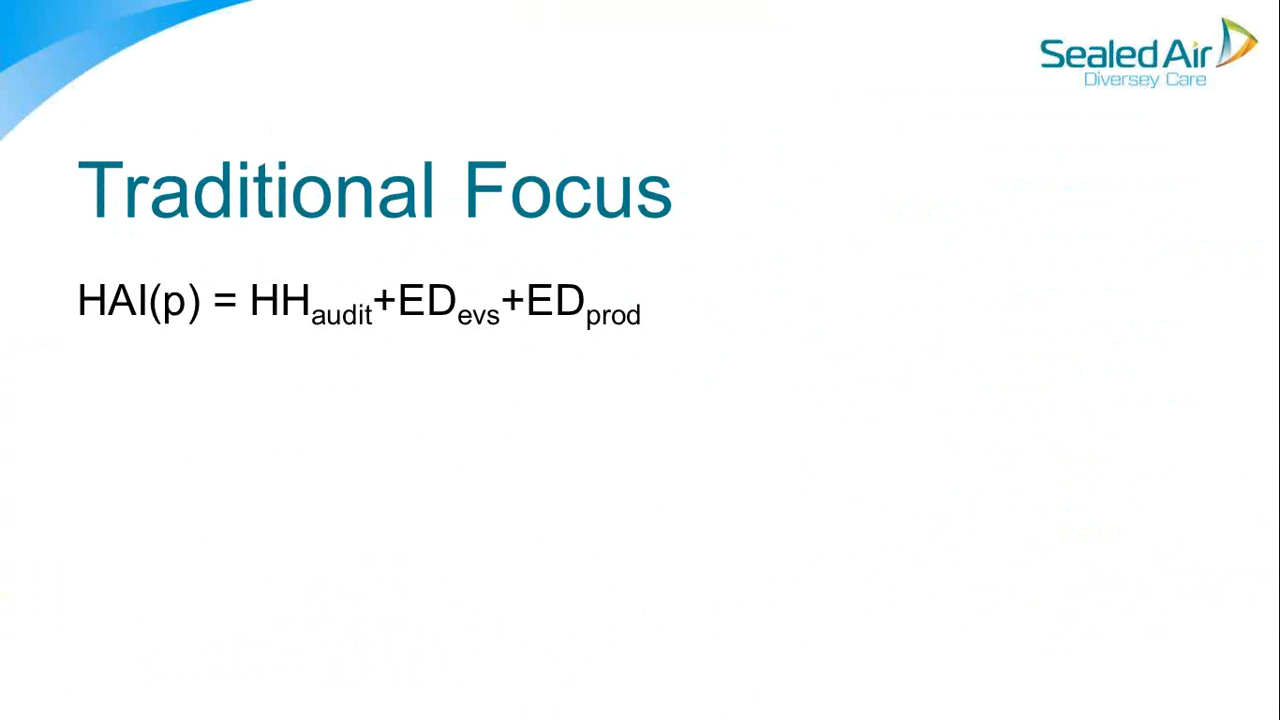 Sealed Air
Diversey Care
Traditional Focus
HAI(p) = HHaudit+EDevs+EDprod